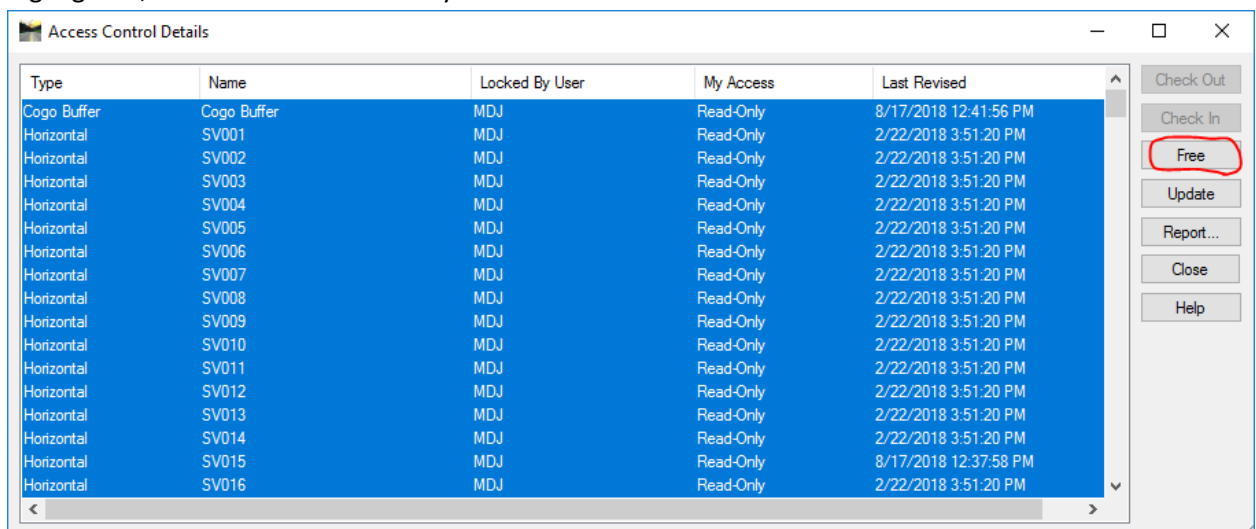 Access Control Details
Type Name Locked By User My Access Last Revised
Cogo Buffer Cogo Buffer MDJ Read-Only 8/17/2018 12:41:56 PM
Horizontal SV001 MDJ Read-Only 2/22/2018 3:51:20 PM
Horizontal SV002 MDJ Read-Only 2/22/2018 3:51:20 PM
Horizontal SV003 MDJ Read-Only 2/22/2018 3:51:20 PM
Horizontal SV004 MDJ Read-Only 2/22/2018 3:51:20 PM
Horizontal SV005 MDJ Read-Only 2/22/2018 3:51:20 PM
Horizontal SV006 MDJ Read-Only 2/22/2018 3:51:20 PM
Horizontal SV007 MDJ Read-Only 2/22/2018 3:51:20 PM
Horizontal SV008 MDJ Read-Only 2/22/2018 3:51:20 PM
Horizontal SV009 MDJ Read-Only 2/22/2018 3:51:20 PM
Horizontal SV010 MDJ Read-Only 2/22/2018 3:51:20 PM
Horizontal SV011 MDJ Read-Only 2/22/2018 3:51:20 PM
Horizontal SV012 MDJ Read-Only 2/22/2018 3:51:20 PM
Horizontal SV013 MDJ Read-Only 2/22/2018 3:51:20 PM
Horizontal SV014 MDJ Read-Only 2/22/2018 3:51:20 PM
Horizontal SV015 MDJ Read-Only 8/17/2018 12:37:58 PM
Horizontal SV016 MDJ Read-Only 2/22/2018 3:51:20 PM
Check Out
Check In
Free
Update
Report...
Close
Help